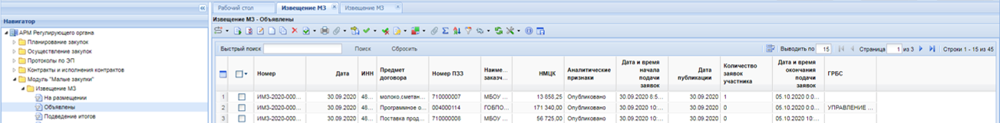 Рабочий стол Извещение МЗ Извещение МЗ
Навигатор
Извещение МЗ - Объявлены
АРМ Регулирующего органа
Планирование закупок
Осуществление закупок
Протоколы по ЭП
Контракты и исполнения контрактов
Модуль "Малые закупки"
Извещение МЗ
На размещении
Объявлены
Подведение итогов
Быстрый поиск Поиск Сбросить Выводить по 15 Страница 1 из 3 Строки 1 - 15 из 45
Номер Дата ИНН Предмет договора Номер ПЗЗ Наиме... заказч... НМЦК Аналитические признаки Дата и время начала подачи заявок Дата публикации Количество заявок участника Дата и время окончания подачи заявок ГРБС
1 ИМЗ-2020-000... 30.09.2020 48... молоко,сметан... 710000007 МБОУ ... 13 858,25 Опубликовано 30.09.2020 8:5... 30.09.2020 1 05.10.2020 0:0...
2 ИМЗ-2020-000... 30.09.2020 48... Программное о... 004000114 ГОБПО... 171 340,00 Опубликовано 30.09.2020 10:... 30.09.2020 0 05.10.2020 0:0... УПРАВЛЕНИЕ ...
3 ИМЗ-2020-000... 30.09.2020 48... Поставка прод... 710000008 МБОУ ... 56 725,00 Опубликовано 30.09.2020 10:... 30.09.2020 0 05.10.2020 0:0...